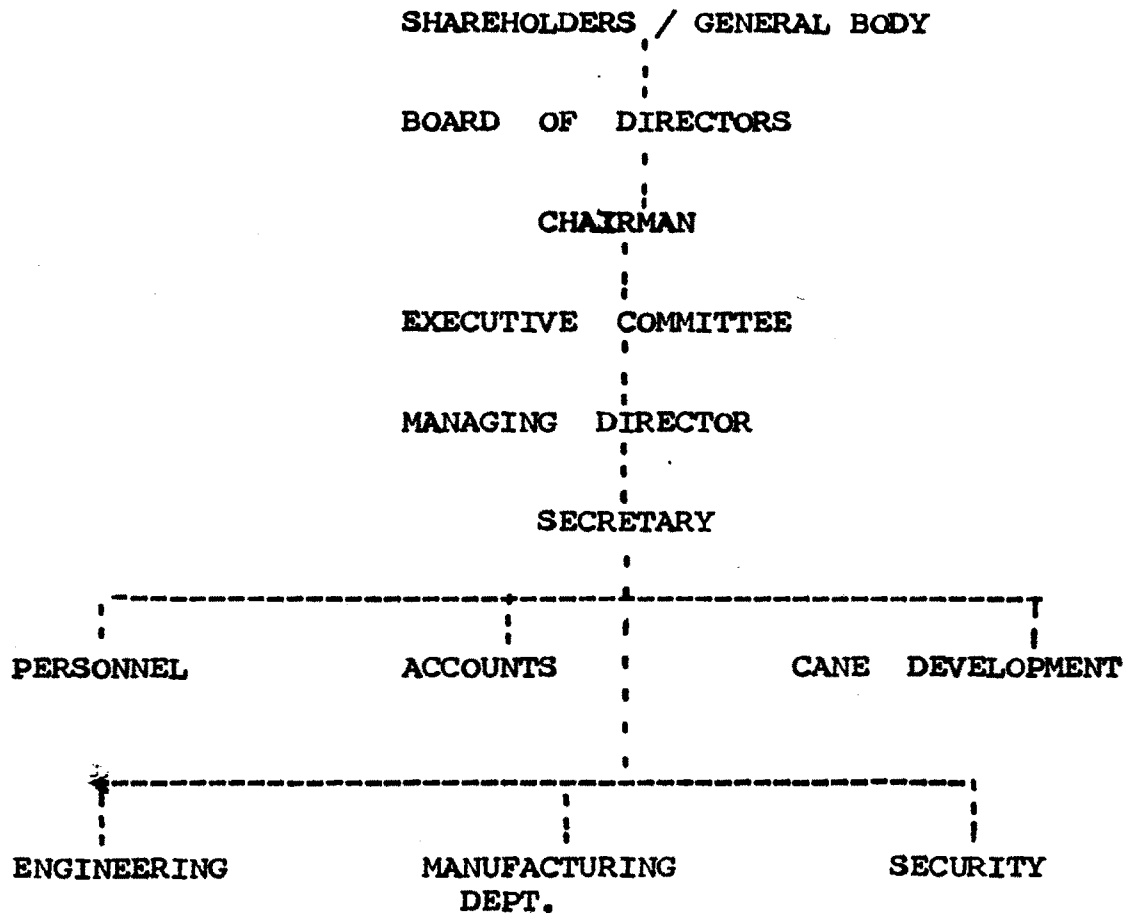 SHAREHOLDERS / GENERAL BODY
BOARD OF DIRECTORS
CHAIRMAN
EXECUTIVE COMMITTEE
MANAGING DIRECTOR
SECRETARY
PERSONNEL ACCOUNTS CANE DEVELOPMENT
ENGINEERING MANUFACTURING SECURITY
DEPT.